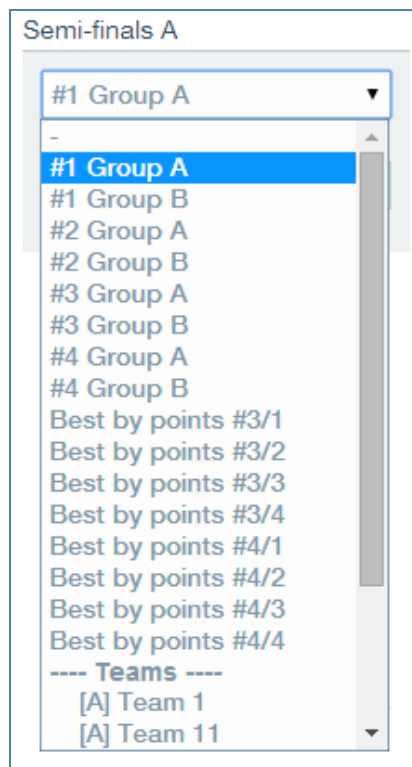 Semi-finals A
#1 Group A
-
#1 Group A
#1 Group B
#2 Group A
#2 Group B
#3 Group A
#3 Group B
#4 Group A
#4 Group B
Best by points #3/1
Best by points #3/2
Best by points #3/3
Best by points #3/4
Best by points #4/1
Best by points #4/2
Best by points #4/3
Best by points #4/4
---- Teams ----
[A] Team 1
[A] Team 11